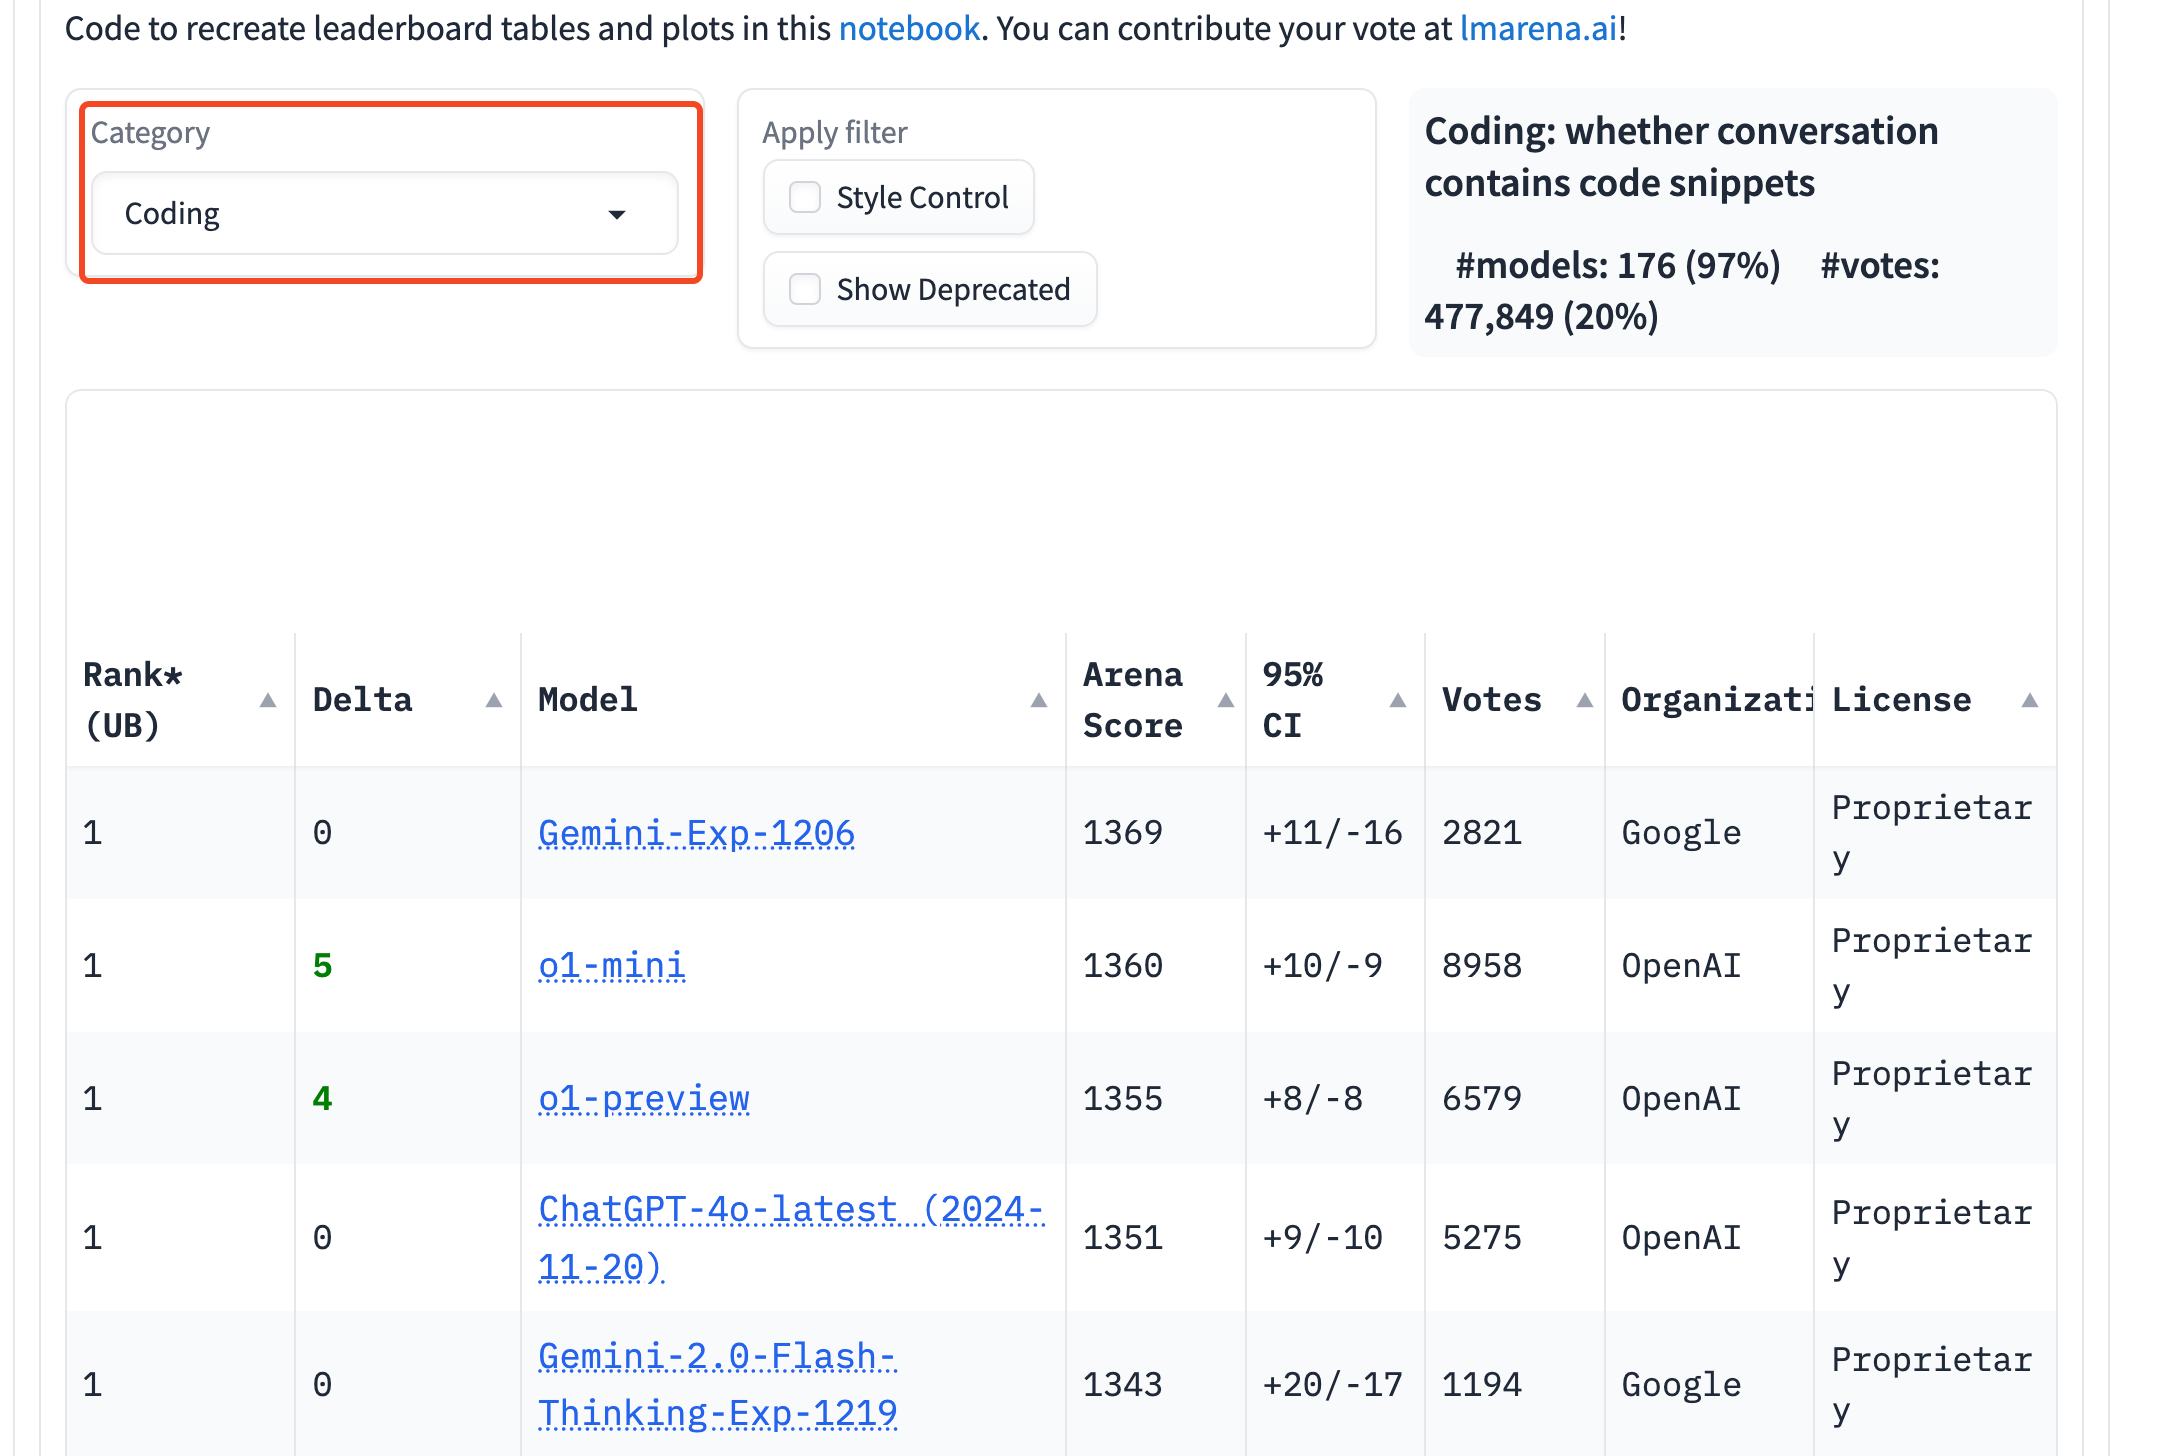 Code to recreate leaderboard tables and plots in this notebook. You can contribute your vote at lmarena.ai!
Category
Coding
Apply filter
Style Control
Show Deprecated
Coding: whether conversation
contains code snippets
#models: 176 (97%) #votes:
477,849 (20%)
Rank* (UB) Delta Model Arena Score 95% CI Votes Organizati License
1 0 Gemini-Exp-1206 1369 +11/-16 2821 Google Proprietary
1 5 o1-mini 1360 +10/-9 8958 OpenAI Proprietary
1 4 o1-preview 1355 +8/-8 6579 OpenAI Proprietary
1 0 ChatGPT-4o-latest (2024-11-20) 1351 +9/-10 5275 OpenAI Proprietary
1 0 Gemini-2.0-Flash-Thinking-Exp-1219 1343 +20/-17 1194 Google Proprietary